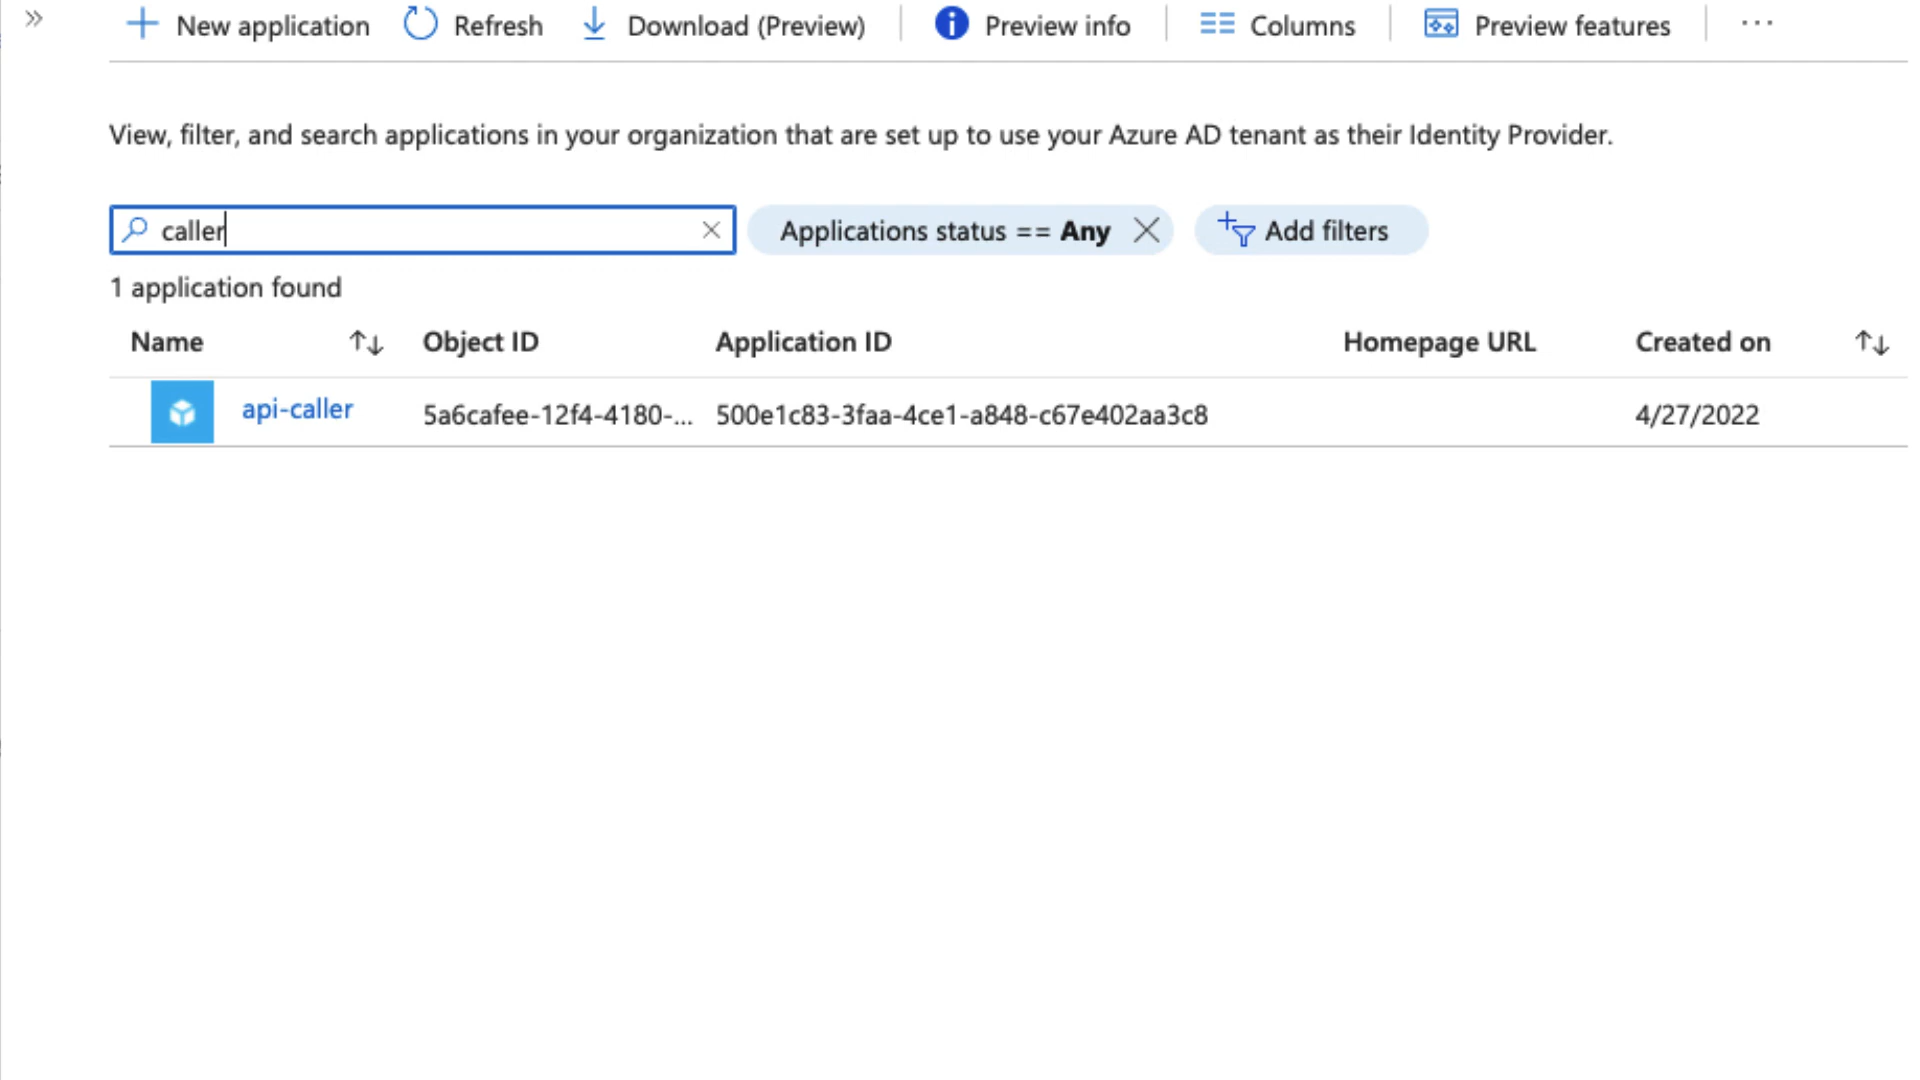 New application Refresh Download (Preview) Preview info Columns Preview features ...
View, filter, and search applications in your organization that are set up to use your Azure AD tenant as their Identity Provider.
caller Applications status == Any Add filters
1 application found
Name Object ID Application ID Homepage URL Created on
api-caller 5a6cafee-12f4-4180-... 500e1c83-3faa-4ce1-a848-c67e402aa3c8 4/27/2022